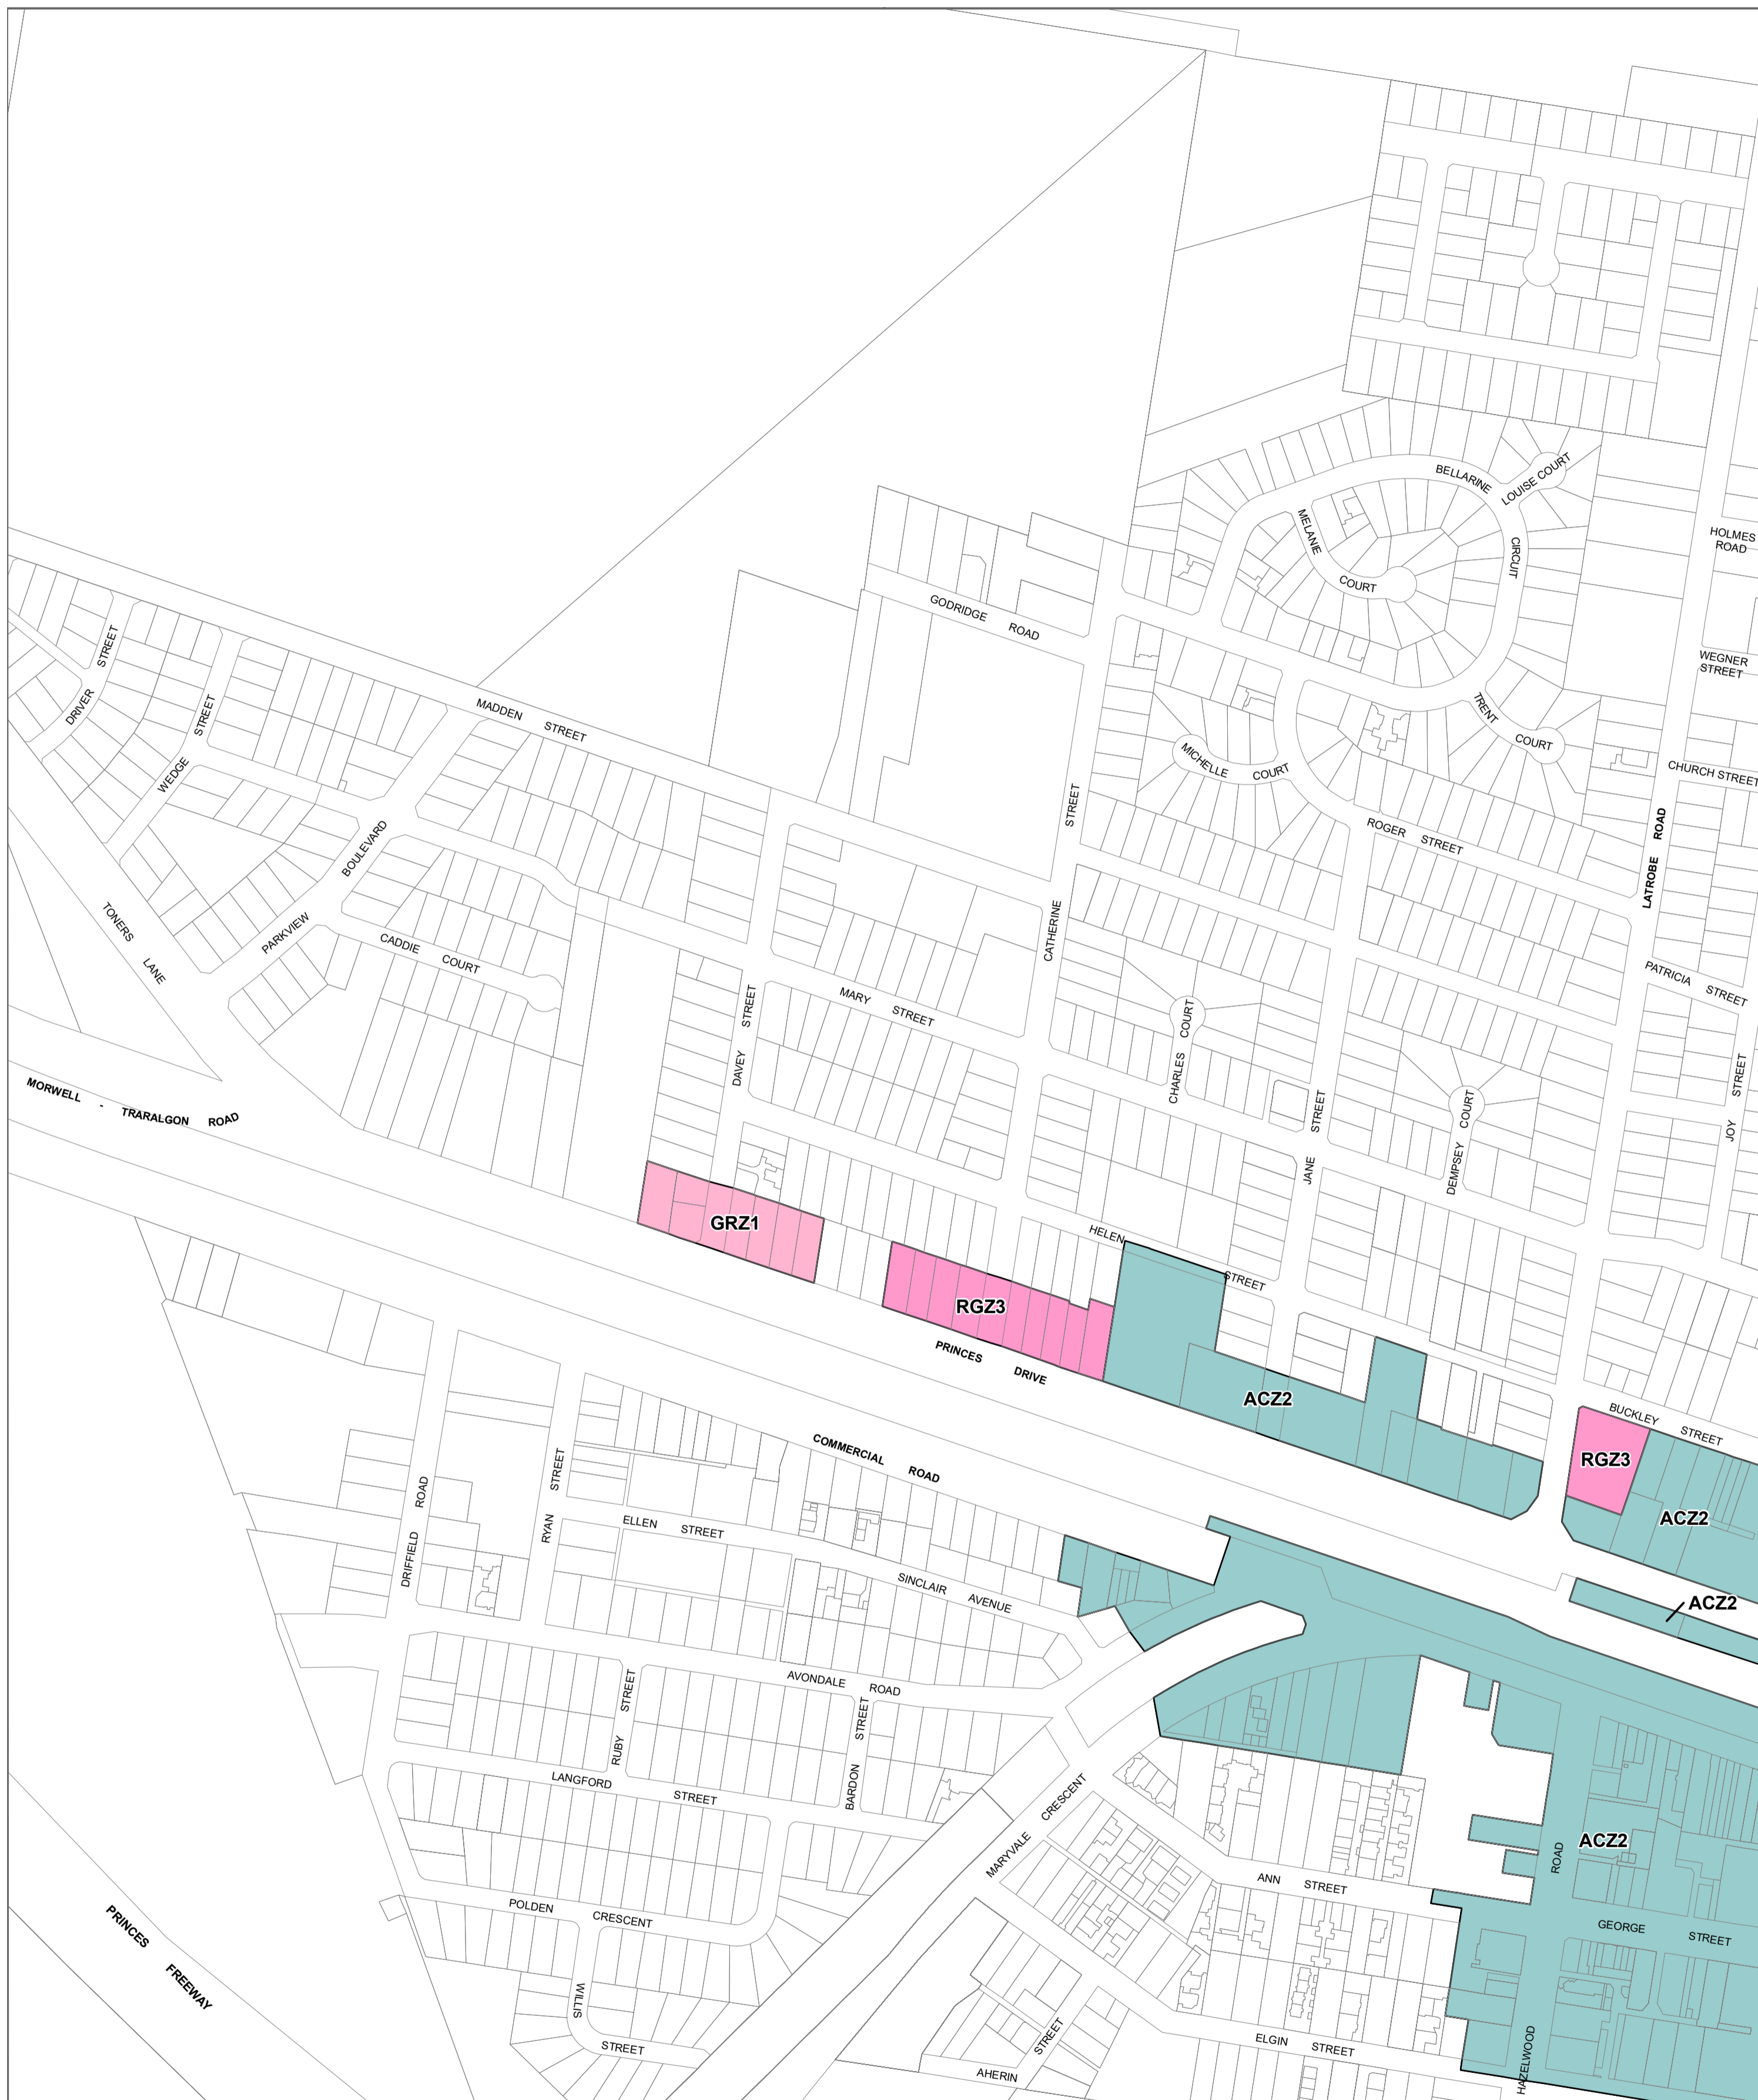 BELLARINE
LOUISE COURT
MELANIE
COURT
CIRCUIT
HOLMES
ROAD
GODRIDGE ROAD
WEGNER
STREET
DRIVER STREET
WEDGE STREET
MADDEN STREET
TRENT COURT
MICHELLE COURT
CHURCH STREET
ROGER STREET
LATROBE ROAD
PARKVIEW BOULEVARD
TONERS LANE
CADDIE COURT
CATHERINE STREET
PATRICIA STREET
MARY STREET
DAVEY STREET
CHARLES COURT
JANE STREET
DEMPSEY COURT
JOY STREET
MORWELL - TRARALGON ROAD
GRZ1
HELEN STREET
RGZ3
PRINCES DRIVE
ACZ2
BUCKLEY STREET
RGZ3
ACZ2
COMMERCIAL ROAD
DRIFFIELD ROAD
RYAN STREET
ELLEN STREET
SINCLAIR AVENUE
ACZ2
AVONDALE ROAD
RUBY STREET
BARDON STREET
LANGFORD STREET
MARYVALE CRESCENT
ACZ2
ANN STREET
POLDEN CRESCENT
GEORGE STREET
PRINCES FREEWAY
WILLIS STREET
ELGIN STREET
AHERIN STREET
HAZELWOOD ROAD